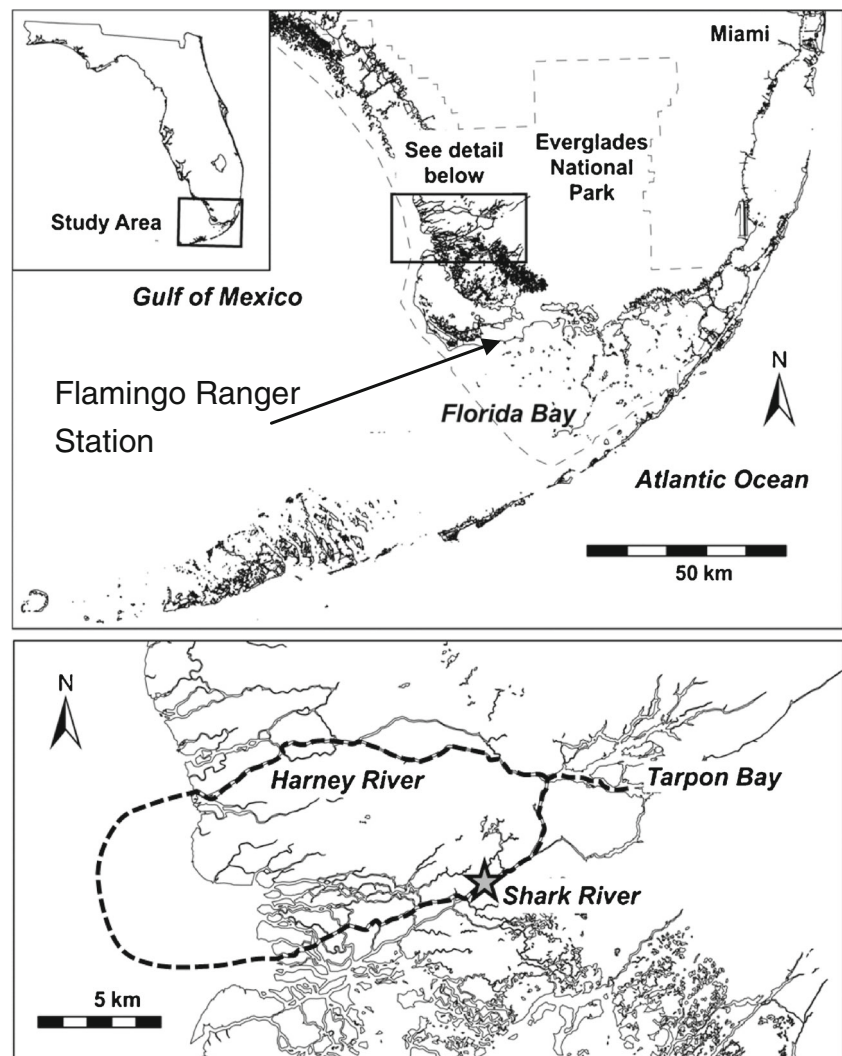 Miami
See detail
below
Everglades
National
Park
Study Area
Gulf of Mexico
Flamingo Ranger
Station
Florida Bay
N
Atlantic Ocean
50 km
N
Harney River
Tarpon Bay
Shark River
5 km